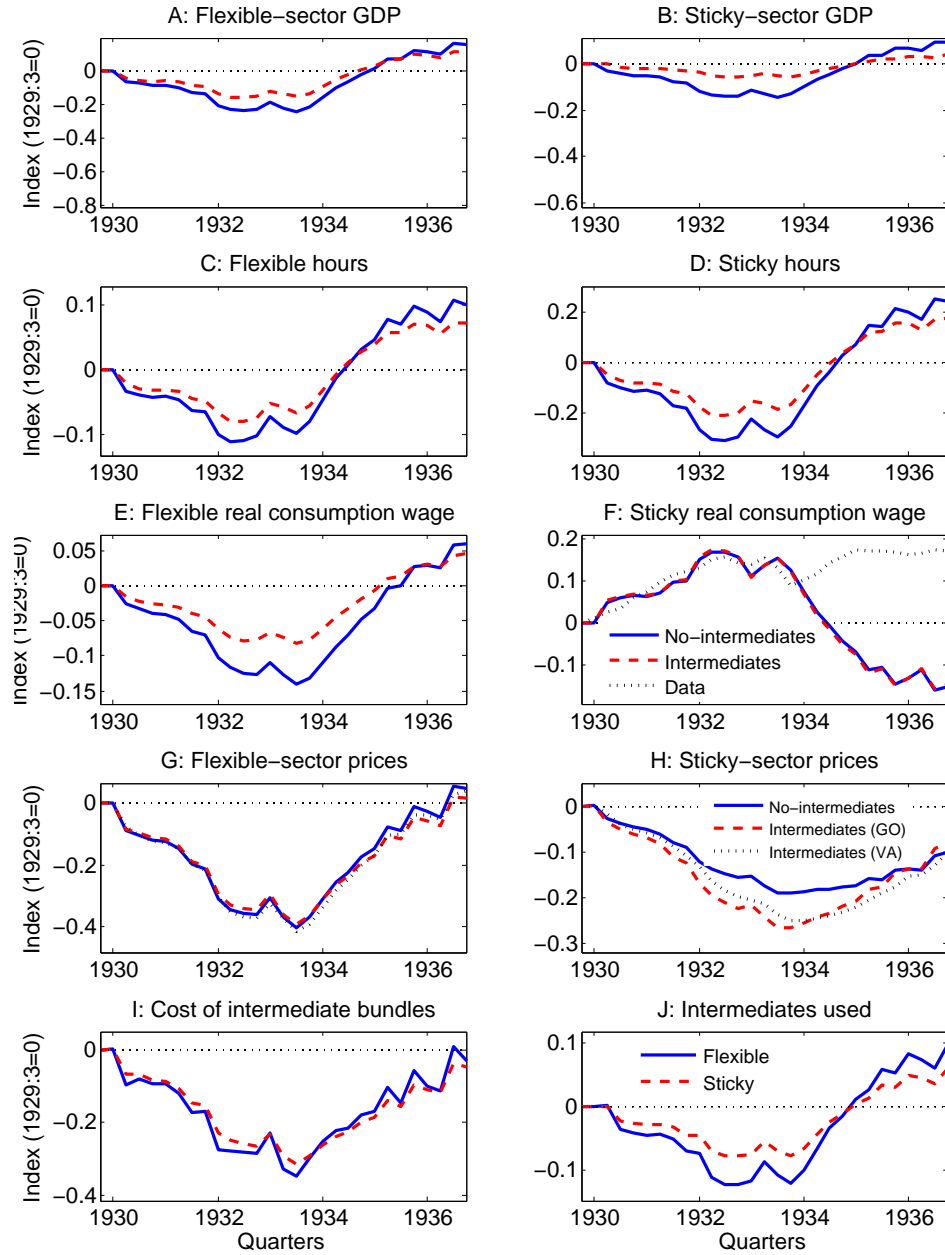 A: Flexible−sector GDP
Index (1929:3=0)
0
−0.2
−0.4
−0.6
−0.8
1930 1932 1934 1936
B: Sticky−sector GDP
0
−0.2
−0.4
−0.6
1930 1932 1934 1936
C: Flexible hours
Index (1929:3=0)
0.1
0
−0.1
1930 1932 1934 1936
D: Sticky hours
0.2
0
−0.2
1930 1932 1934 1936
E: Flexible real consumption wage
Index (1929:3=0)
0.05
0
−0.05
−0.1
−0.15
1930 1932 1934 1936
F: Sticky real consumption wage
0.2
0.1
0
−0.1
No−intermediates
Intermediates
Data
1930 1932 1934 1936
G: Flexible−sector prices
Index (1929:3=0)
0
−0.2
−0.4
1930 1932 1934 1936
H: Sticky−sector prices
0
−0.1
−0.2
−0.3
No−intermediates
Intermediates (GO)
Intermediates (VA)
1930 1932 1934 1936
I: Cost of intermediate bundles
Index (1929:3=0)
0
−0.2
−0.4
1930 1932 1934 1936
Quarters
J: Intermediates used
0.1
0
−0.1
Flexible
Sticky
1930 1932 1934 1936
Quarters